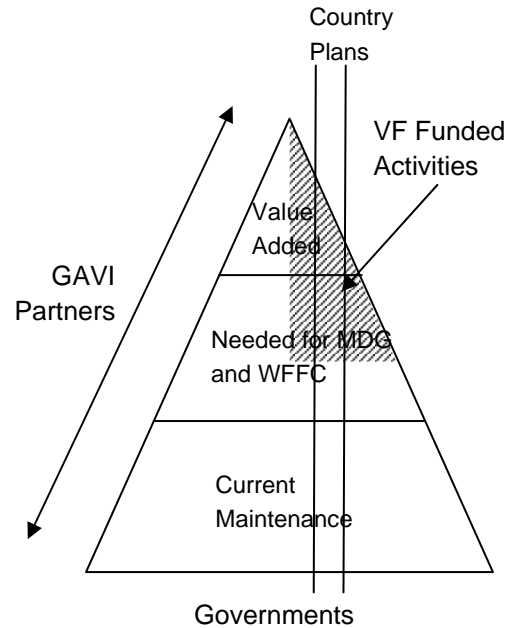 Country
Plans
VF Funded
Activities
Value
Added
GAVI
Partners
Needed for MDG
and WFFC
Current
Maintenance
Governments